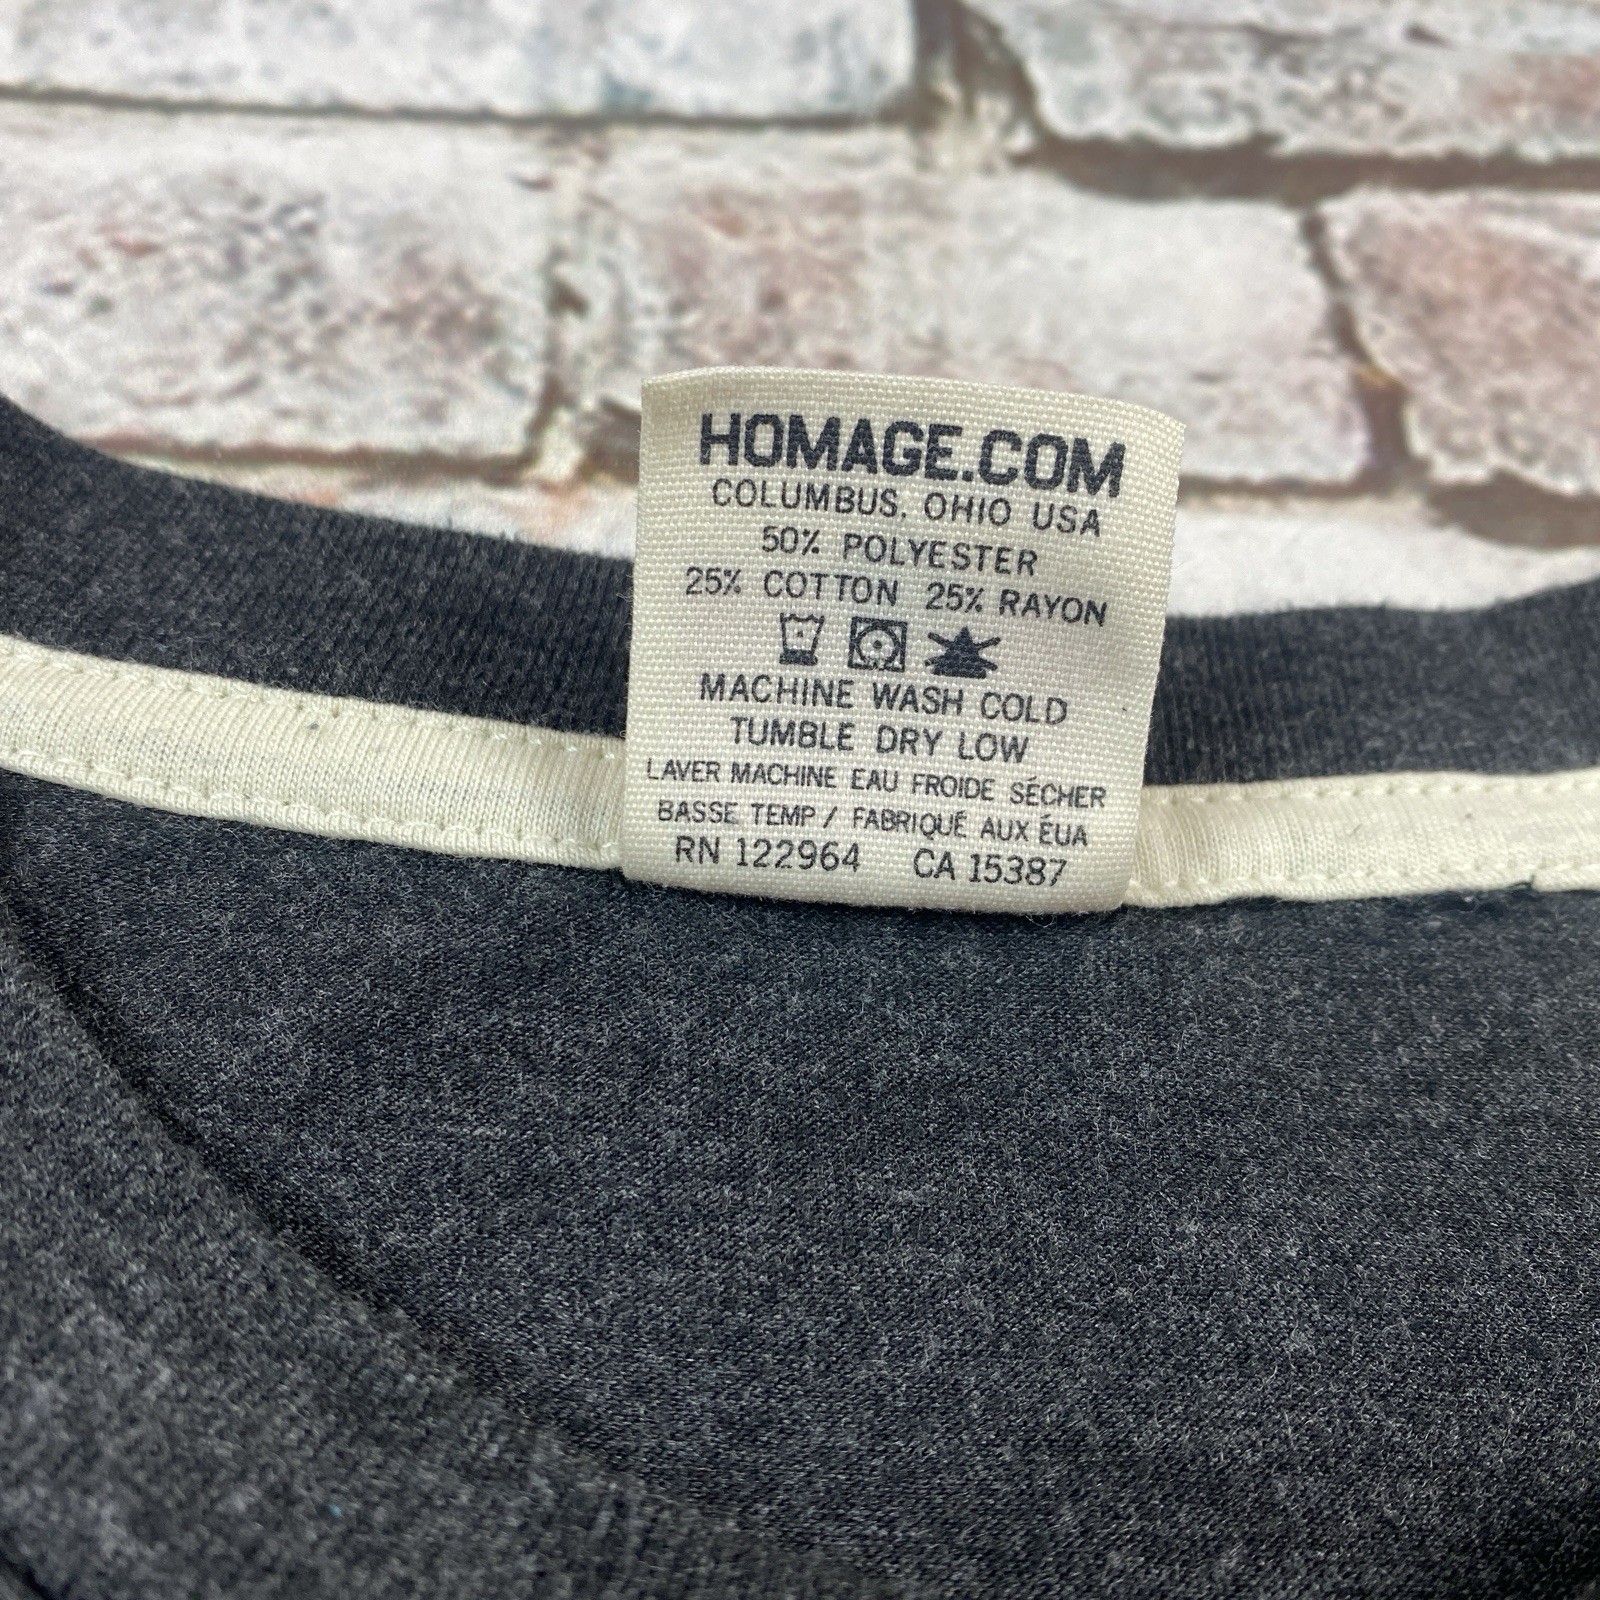 HOMAGE.COM
COLUMBUS, OHIO USA
50% POLYESTER
25% COTTON 25% RAYON
MACHINE WASH COLD
TUMBLE DRY LOW
LAVER MACHINE EAU FROIDE SÉCHER
BASSE TEMP / FABRIQUÉ AUX ÉUA
RN 122964 CA 15387